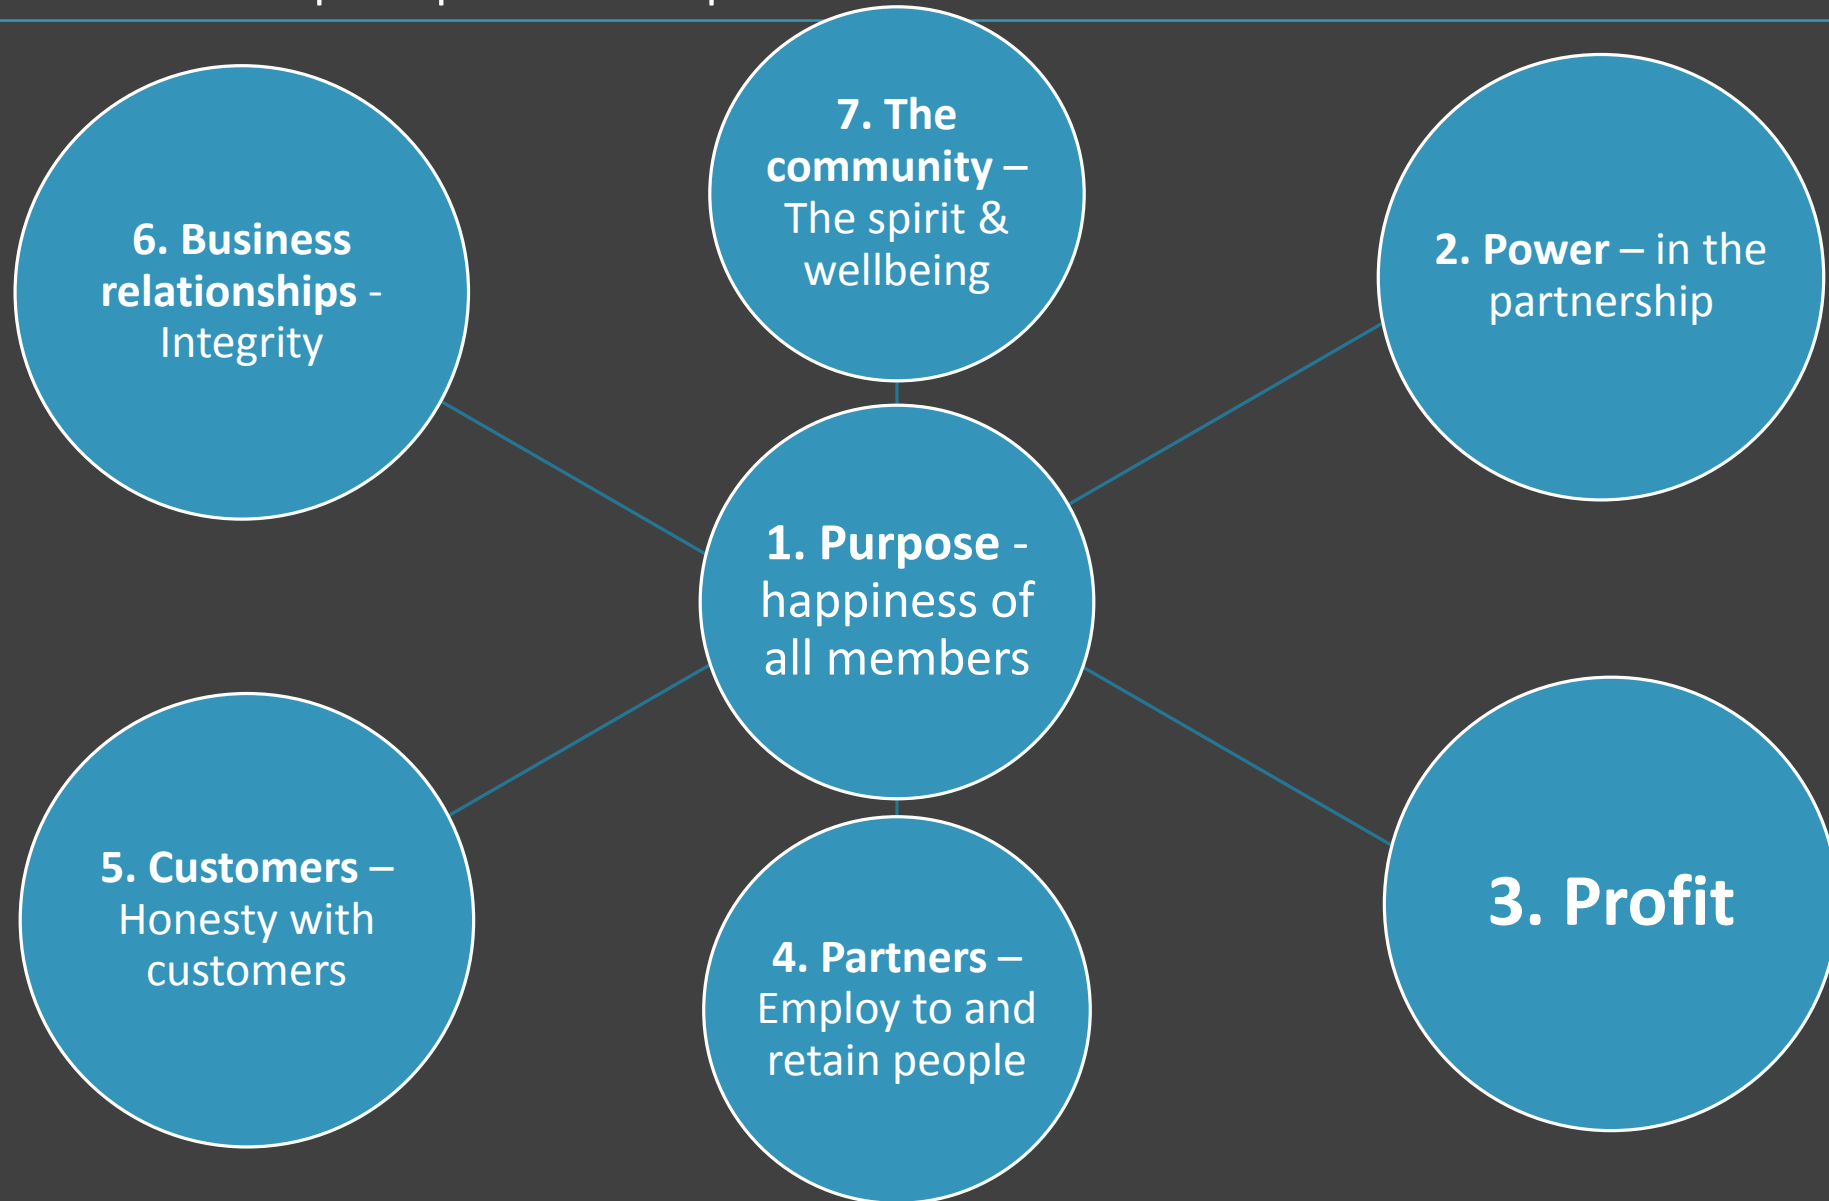 7. The
community –
The spirit &
wellbeing
2. Power – in the
partnership
6. Business
relationships -
Integrity
1. Purpose -
happiness of
all members
3. Profit
5. Customers –
Honesty with
customers
4. Partners –
Employ to and
retain people